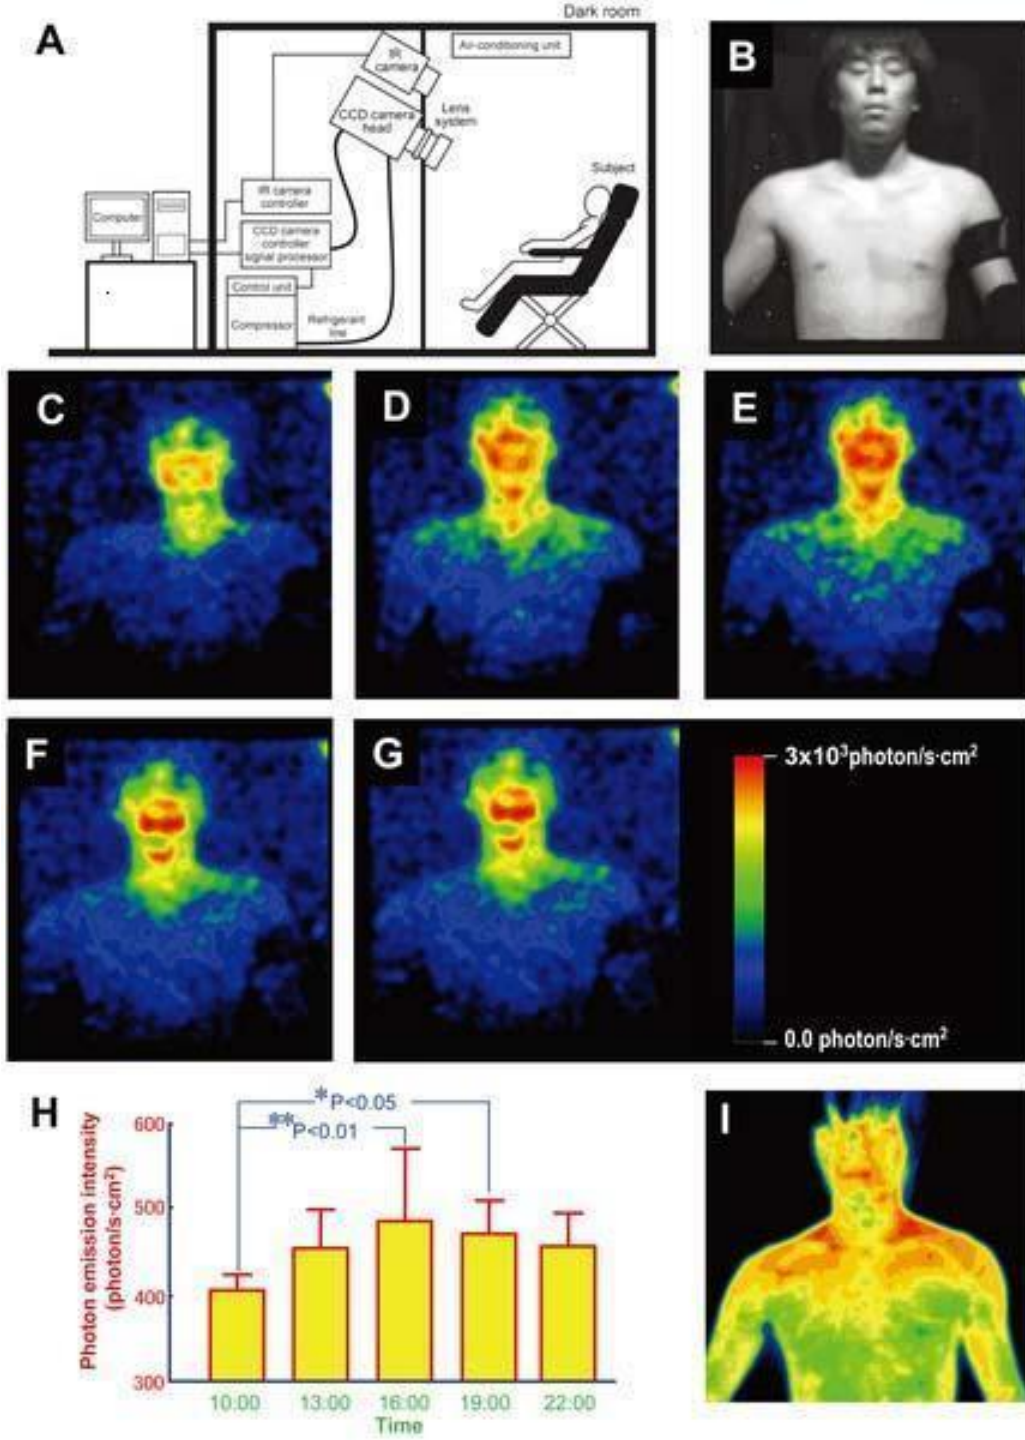 A
Dark room
Air-conditioning unit
IR
camera
CCD camera
head
Lens
system
Subject
IR camera
controller
Computer
CCD camera
controller
signal processor
Control unit
Compressor
Refrigerant
line
B
C
D
E
F
G
3x10³photon/s·cm²
0.0 photon/s·cm²
H
*P<0.05
**P<0.01
Photon emission intensity
(photon/s·cm²)
600
500
400
300
10:00 13:00 16:00 19:00 22:00
Time
I